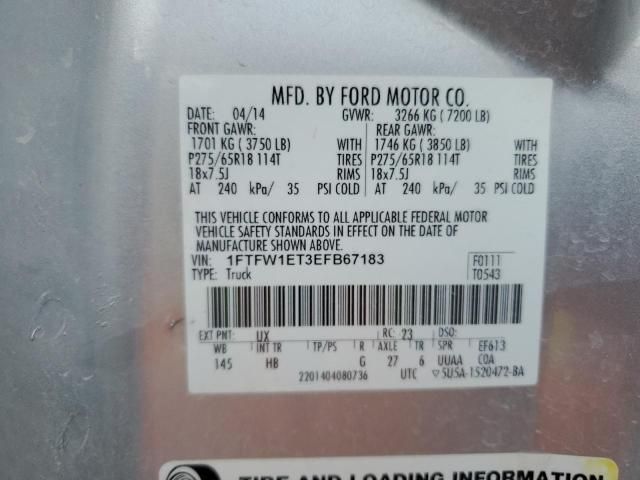 MFD. BY FORD MOTOR CO.
DATE: 04/14 GVWR: 3266 KG ( 7200 LB)
FRONT GAWR: REAR GAWR:
1701 KG ( 3750 LB) WITH 1746 KG ( 3850 LB) WITH
P275/65R18 114T TIRES P275/65R18 114T TIRES
18x7.5J RIMS 18x7.5J RIMS
AT 240 kPa/ 35 PSI COLD AT 240 kPa/ 35 PSI COLD
THIS VEHICLE CONFORMS TO ALL APPLICABLE FEDERAL MOTOR
VEHICLE SAFETY STANDARDS IN EFFECT ON THE DATE OF
MANUFACTURE SHOWN ABOVE.
VIN: 1FTFW1ET3EFB67183 F0111
TYPE: Truck T0543
EXT PNT: UX RC: 23 DSO:
WB INT TR TP/PS R AXLE TR SPR EF613
145 HB G 27 6 UUAA COA
2201404080736 UTC ▽5U5A-1520472-BA
TIRE AND LOADING INFORMATION